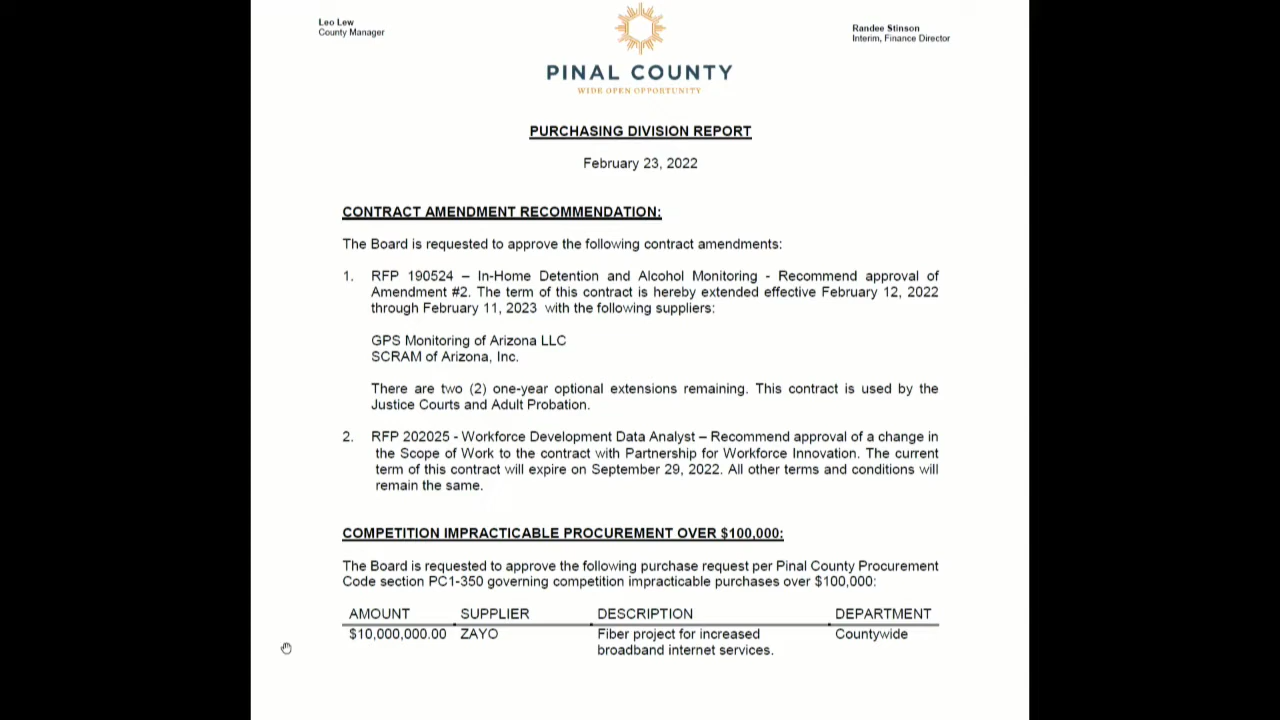 Leo Lew
County Manager
Randee Stinson
Interim, Finance Director
PINAL COUNTY
WIDE OPEN OPPORTUNITY
PURCHASING DIVISION REPORT
February 23, 2022
CONTRACT AMENDMENT RECOMMENDATION:
The Board is requested to approve the following contract amendments:
1. RFP 190524 – In-Home Detention and Alcohol Monitoring - Recommend approval of
Amendment #2. The term of this contract is hereby extended effective February 12, 2022
through February 11, 2023 with the following suppliers:
GPS Monitoring of Arizona LLC
SCRAM of Arizona, Inc.
There are two (2) one-year optional extensions remaining. This contract is used by the
Justice Courts and Adult Probation.
2. RFP 202025 - Workforce Development Data Analyst – Recommend approval of a change in
the Scope of Work to the contract with Partnership for Workforce Innovation. The current
term of this contract will expire on September 29, 2022. All other terms and conditions will
remain the same.
COMPETITION IMPRACTICABLE PROCUREMENT OVER $100,000:
The Board is requested to approve the following purchase request per Pinal County Procurement
Code section PC1-350 governing competition impracticable purchases over $100,000:
AMOUNT SUPPLIER DESCRIPTION DEPARTMENT
$10,000,000.00 ZAYO Fiber project for increased Countywide
broadband internet services.